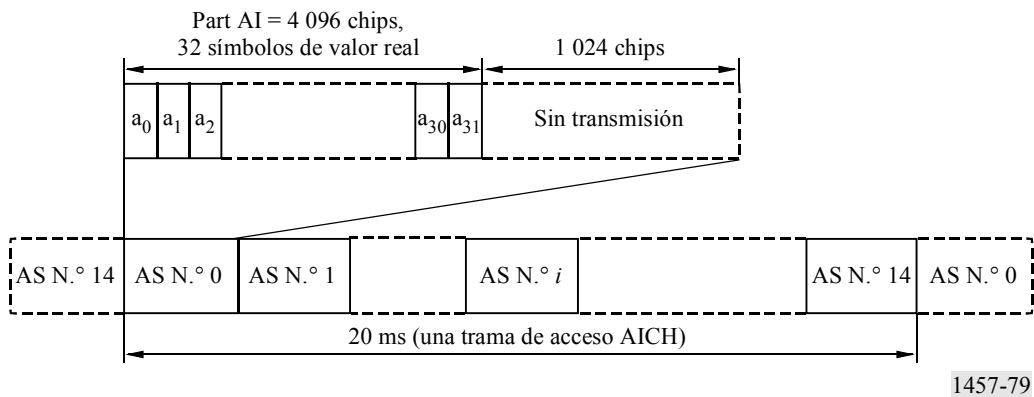 Part AI = 4 096 chips,
32 símbolos de valor real
1 024 chips
a0 a1 a2 a30 a31 Sin transmisión
AS N.° 14 AS N.° 0 AS N.° 1 AS N.° i AS N.° 14 AS N.° 0
20 ms (una trama de acceso AICH)
1457-79